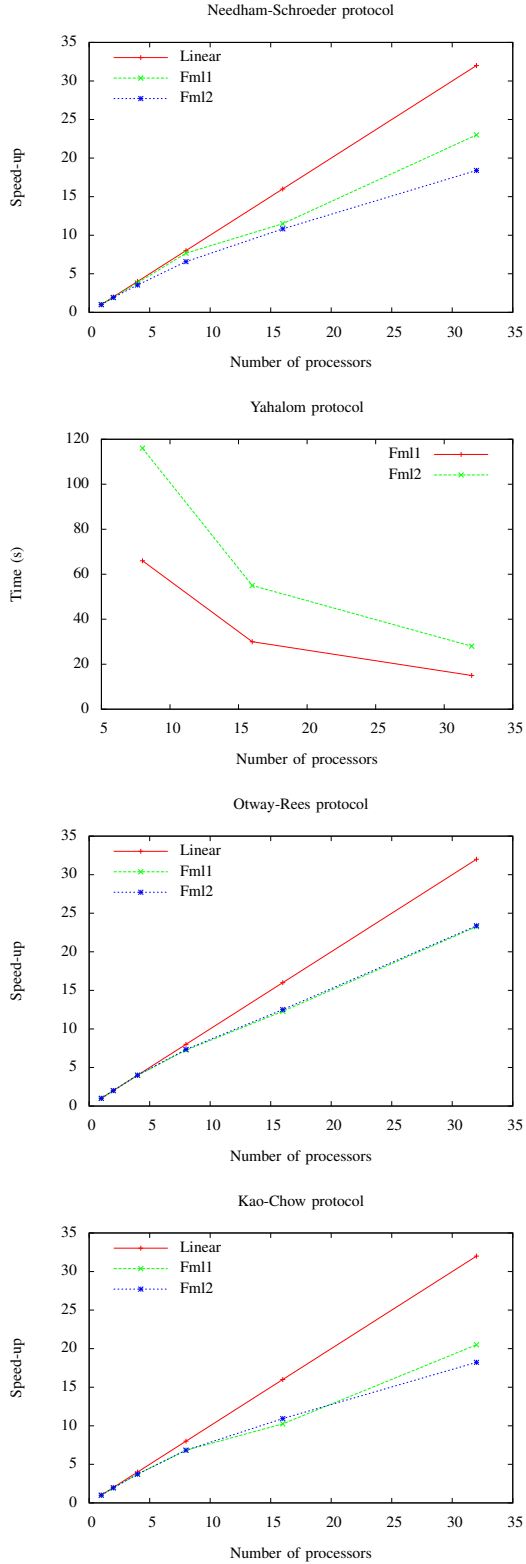 Needham-Schroeder protocol
35
30
25
20
15
10
5
0
Speed-up
Linear
Fml1
Fml2
0 5 10 15 20 25 30 35
Number of processors
Yahalom protocol
120
100
80
60
40
20
0
Time (s)
Fml1
Fml2
5 10 15 20 25 30 35
Number of processors
Otway-Rees protocol
35
30
25
20
15
10
5
0
Speed-up
Linear
Fml1
Fml2
0 5 10 15 20 25 30 35
Number of processors
Kao-Chow protocol
35
30
25
20
15
10
5
0
Speed-up
Linear
Fml1
Fml2
0 5 10 15 20 25 30 35
Number of processors